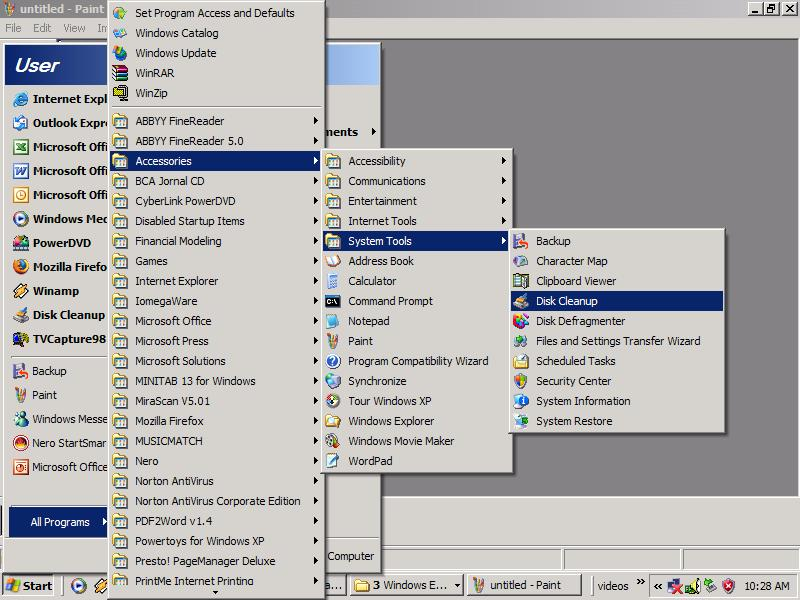 untitled - Paint
File Edit View Im
User
Internet Expl
Outlook Expre
Microsoft Offi
Microsoft Offi
Microsoft Offi
Windows Med
PowerDVD
Mozilla Firefo
Winamp
Disk Cleanup
TVCapture98
Backup
Paint
Windows Messe
Nero StartSmar
Microsoft Office
All Programs
Set Program Access and Defaults
Windows Catalog
Windows Update
WinRAR
WinZip
ABBYY FineReader
ABBYY FineReader 5.0
Accessories
BCA Jornal CD
CyberLink PowerDVD
Disabled Startup Items
Financial Modeling
Games
Internet Explorer
IomegaWare
Microsoft Office
Microsoft Press
Microsoft Solutions
MINITAB 13 for Windows
MiraScan V5.01
Mozilla Firefox
MUSICMATCH
Nero
Norton AntiVirus
Norton AntiVirus Corporate Edition
PDF2Word v1.4
Powertoys for Windows XP
Presto! PageManager Deluxe
PrintMe Internet Printing
ments
Accessibility
Communications
Entertainment
Internet Tools
System Tools
Address Book
Calculator
Command Prompt
Notepad
Paint
Program Compatibility Wizard
Synchronize
Tour Windows XP
Windows Explorer
Windows Movie Maker
WordPad
Backup
Character Map
Clipboard Viewer
Disk Cleanup
Disk Defragmenter
Files and Settings Transfer Wizard
Scheduled Tasks
Security Center
System Information
System Restore
Computer
Start
...
3 Windows E...
untitled - Paint
videos
10:28 AM